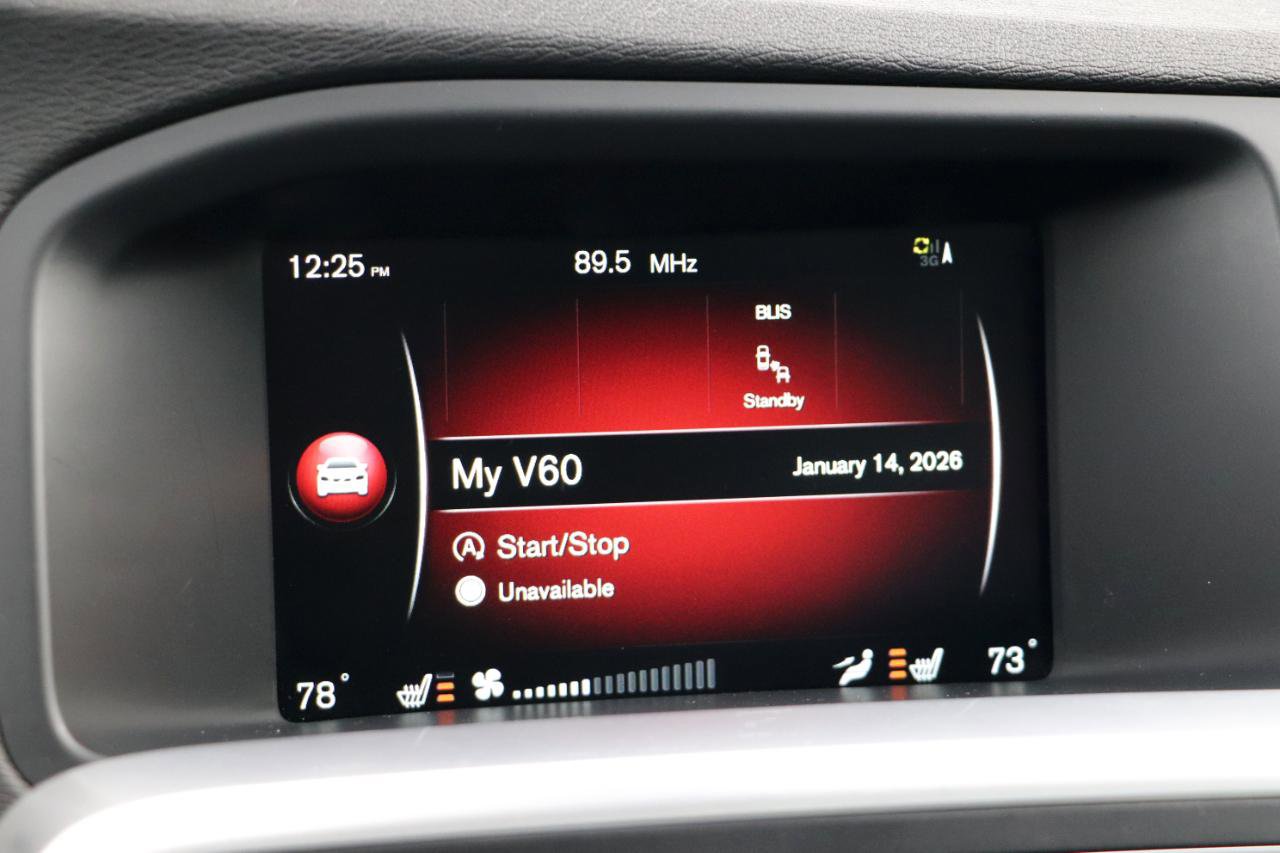 12:25 PM
89.5 MHz
3G
BLIS
Standby
My V60
January 14, 2026
A Start/Stop
Unavailable
78°
73°